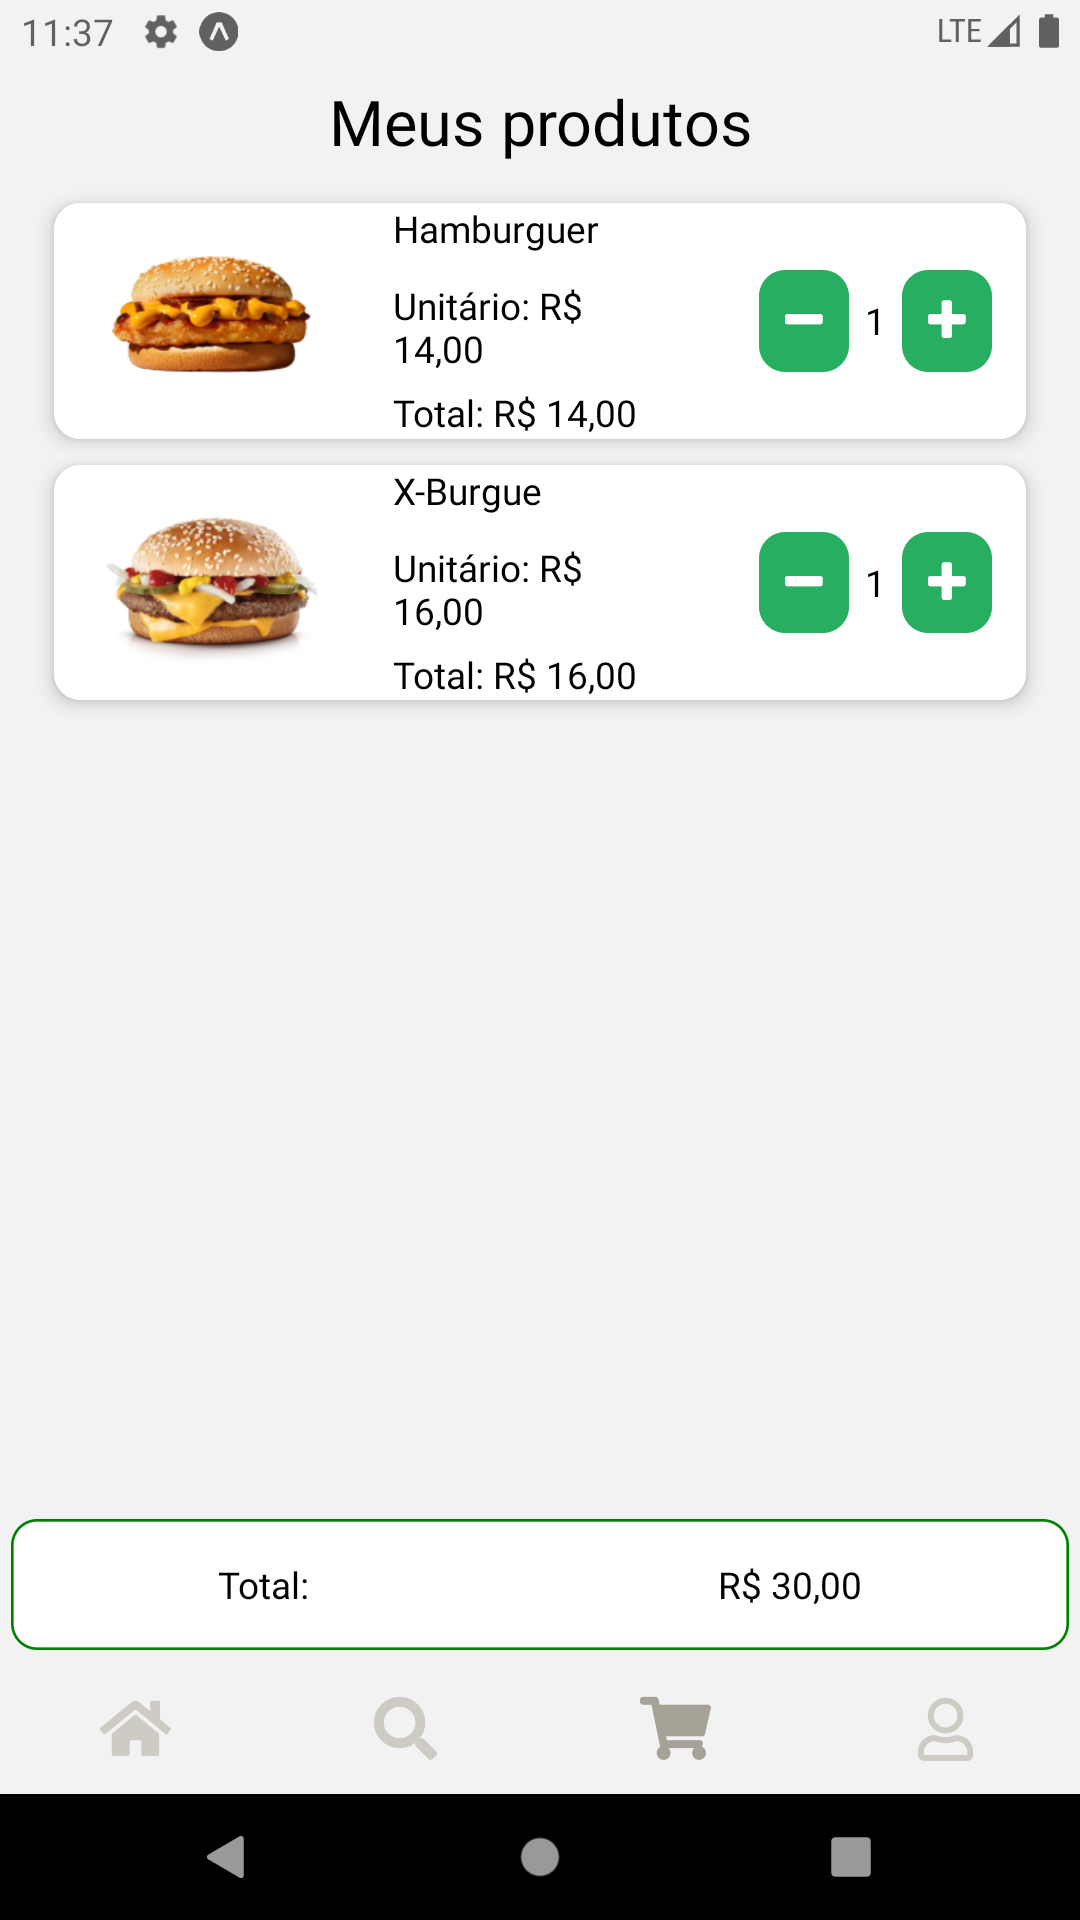 11:37
LTE
Meus produtos
Hamburguer
Unitário: R$
14,00
Total: R$ 14,00
1
X-Burgue
Unitário: R$
16,00
Total: R$ 16,00
1
Total:
R$ 30,00